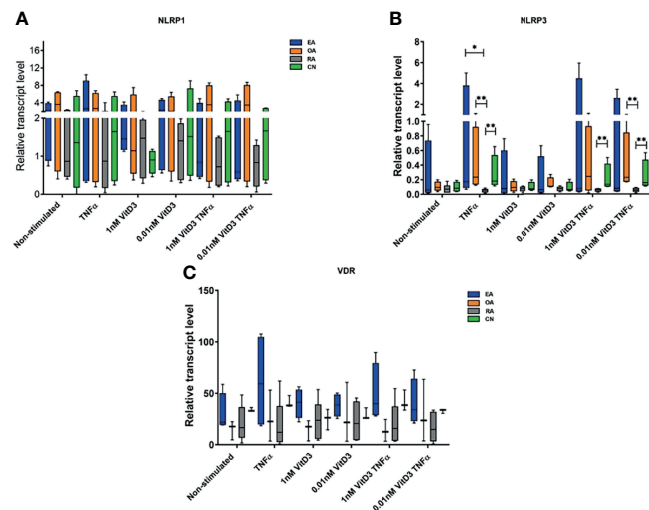 A
NLRP1
Relative transcript level
16
12
8
4
2
1
0
EA
OA
RA
CN
Non-stimulated
TNFα
1nM VitD3
0.01nM VitD3
1nM VitD3 TNFα
0.01nM VitD3 TNFα
B
NLRP3
Relative transcript level
8
6
4
2
1.0
0.8
0.6
0.4
0.2
0.0
*
**
**
**
**
**
EA
OA
RA
CN
Non-stimulated
TNFα
1nM VitD3
0.01nM VitD3
1nM VitD3 TNFα
0.01nM VitD3 TNFα
C
VDR
Relative transcript level
150
100
50
0
EA
OA
RA
CN
Non-stimulated
TNFα
1nM VitD3
0.01nM VitD3
1nM VitD3 TNFα
0.01nM VitD3 TNFα